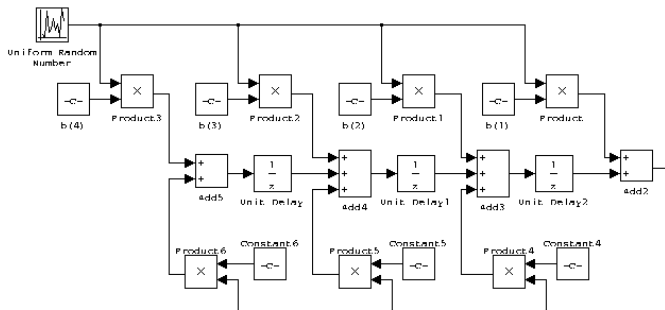 Uniform Random
Number
-C-
b(4)
×
Product3
-C-
b(3)
×
Product2
-C-
b(2)
×
Product1
-C-
b(1)
×
Product
+
+
Add5
1
z
Unit Delay
+
+
+
Add4
1
z
Unit Delay1
+
+
+
Add3
1
z
Unit Delay2
+
+
Add2
Product6
×
Constant6
-C-
Product5
×
Constant5
-C-
Product4
×
Constant4
-C-